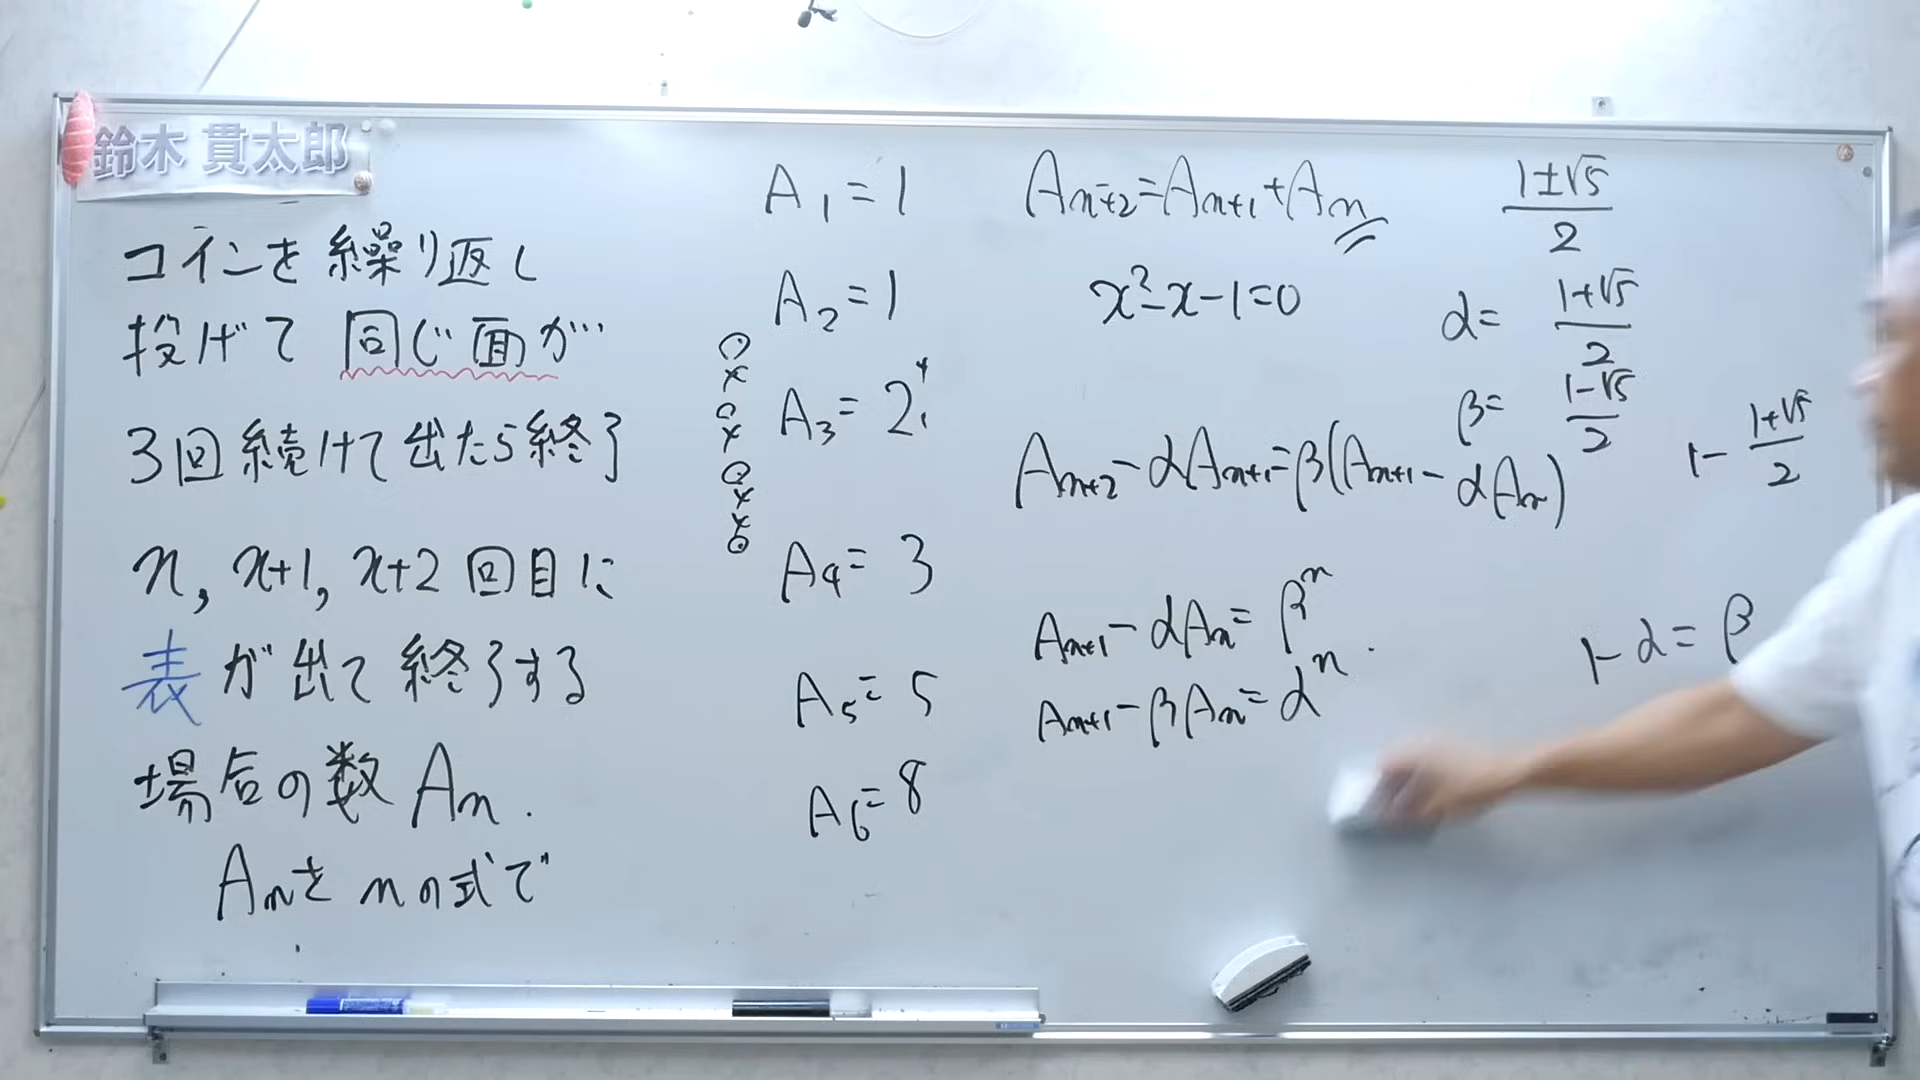 鈴木 貫太郎
コインを繰り返し
投げて 同じ面が
3回続けて出たら終了
n, n+1, n+2 回目に
表が出て終了する
場合の数 Aₙ.
Aₙを nの式で
A₁ = 1
A₂ = 1
A₃ = 2
A₄ = 3
A₅ = 5
A₆ = 8
○
×
○
×
○
×
×
○
Aₙ₊₂ = Aₙ₊₁ + Aₙ
x² - x - 1 = 0
(1±√5)/2
α = (1+√5)/2
β = (1-√5)/2
Aₙ₊₂ - αAₙ₊₁ = β(Aₙ₊₁ - αAₙ)
1 - (1+√5)/2
Aₙ₊₁ - αAₙ = βⁿ
Aₙ₊₁ - βAₙ = αⁿ
1 - α = β